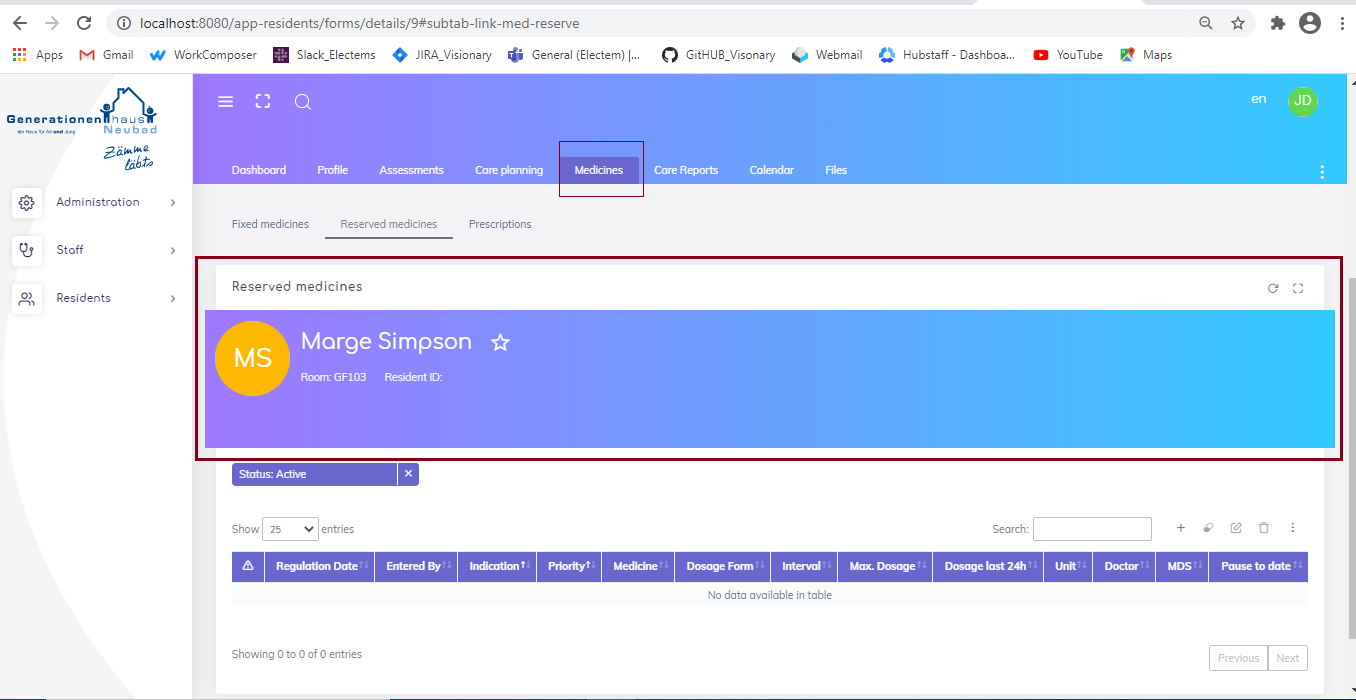 localhost:8080/app-residents/forms/details/9#subtab-link-med-reserve
Apps Gmail WorkComposer Slack_Electems JIRA_Visionary General (Electem) |... GitHUB_Visonary Webmail Hubstaff - Dashboa... YouTube Maps
Generationenhaus
ein Haus für Alt und Jung Neubad
Zämme läbts
en JD
Dashboard Profile Assessments Care planning Medicines Care Reports Calendar Files
Administration
Staff
Residents
Fixed medicines Reserved medicines Prescriptions
Reserved medicines
MS
Marge Simpson
Room: GF103 Resident ID:
Status: Active ×
Show 25 entries Search:
Regulation Date Entered By Indication Priority Medicine Dosage Form Interval Max. Dosage Dosage last 24h Unit Doctor MDS Pause to date
No data available in table
Showing 0 to 0 of 0 entries Previous Next